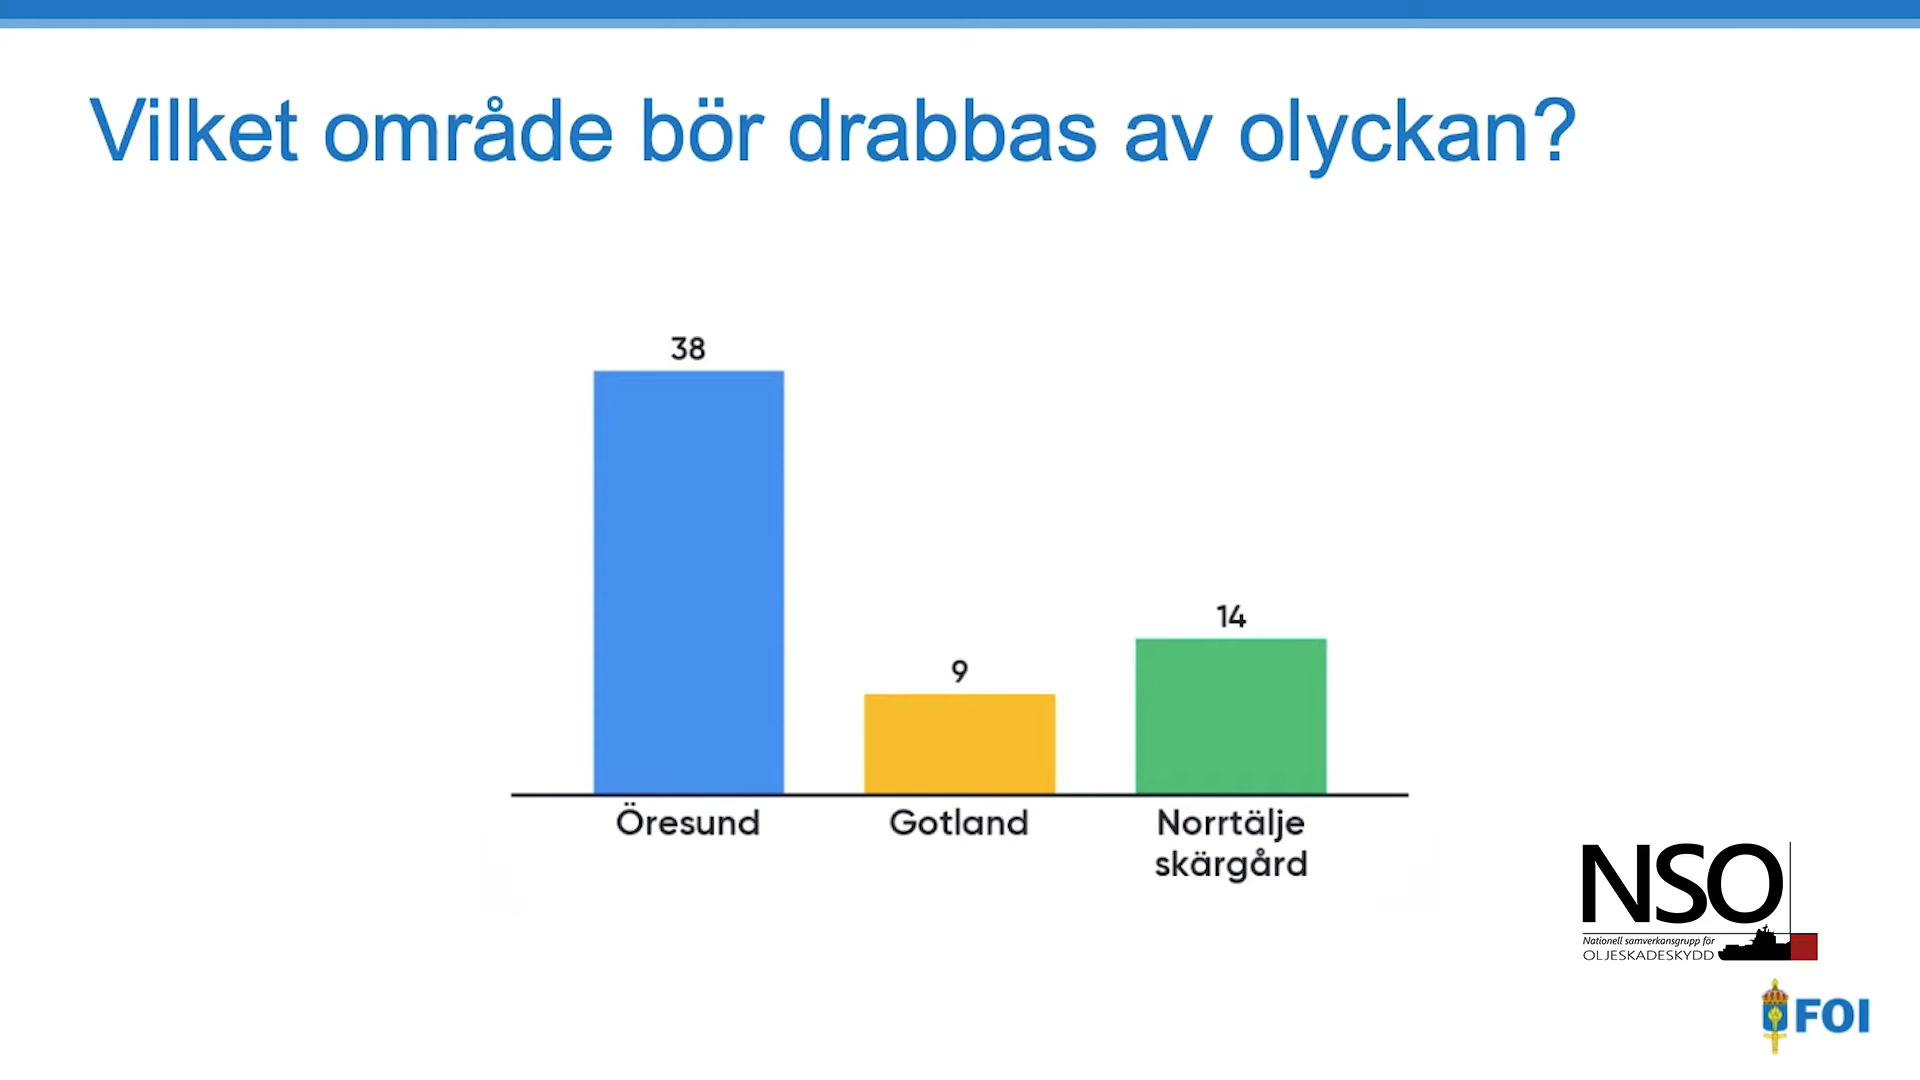 Vilket område bör drabbas av olyckan?
38
9
14
Öresund
Gotland
Norrtälje
skärgård
NSO
Nationell samverkansgrupp för
OLJESKADESKYDD
FOI